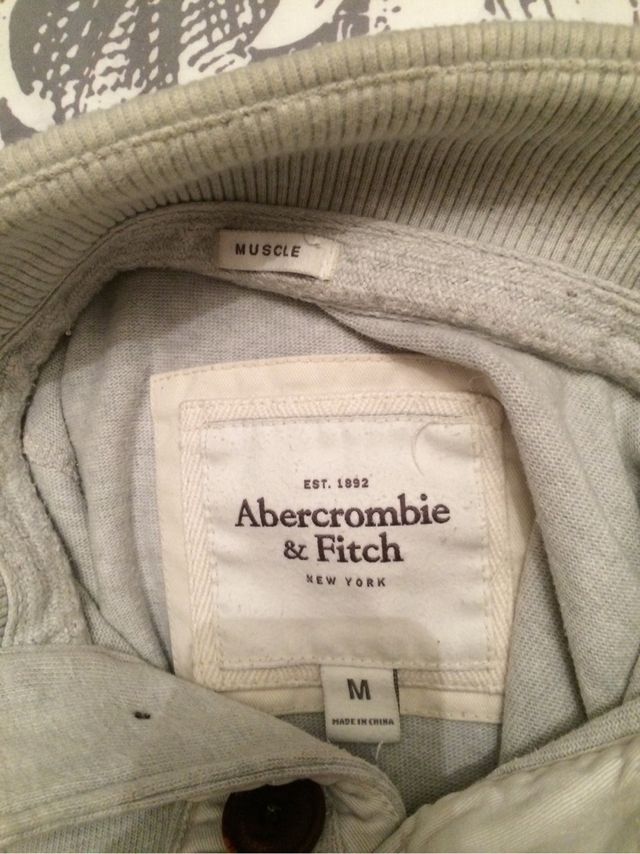 MUSCLE
EST. 1892
Abercrombie
& Fitch
NEW YORK
M
MADE IN CHINA